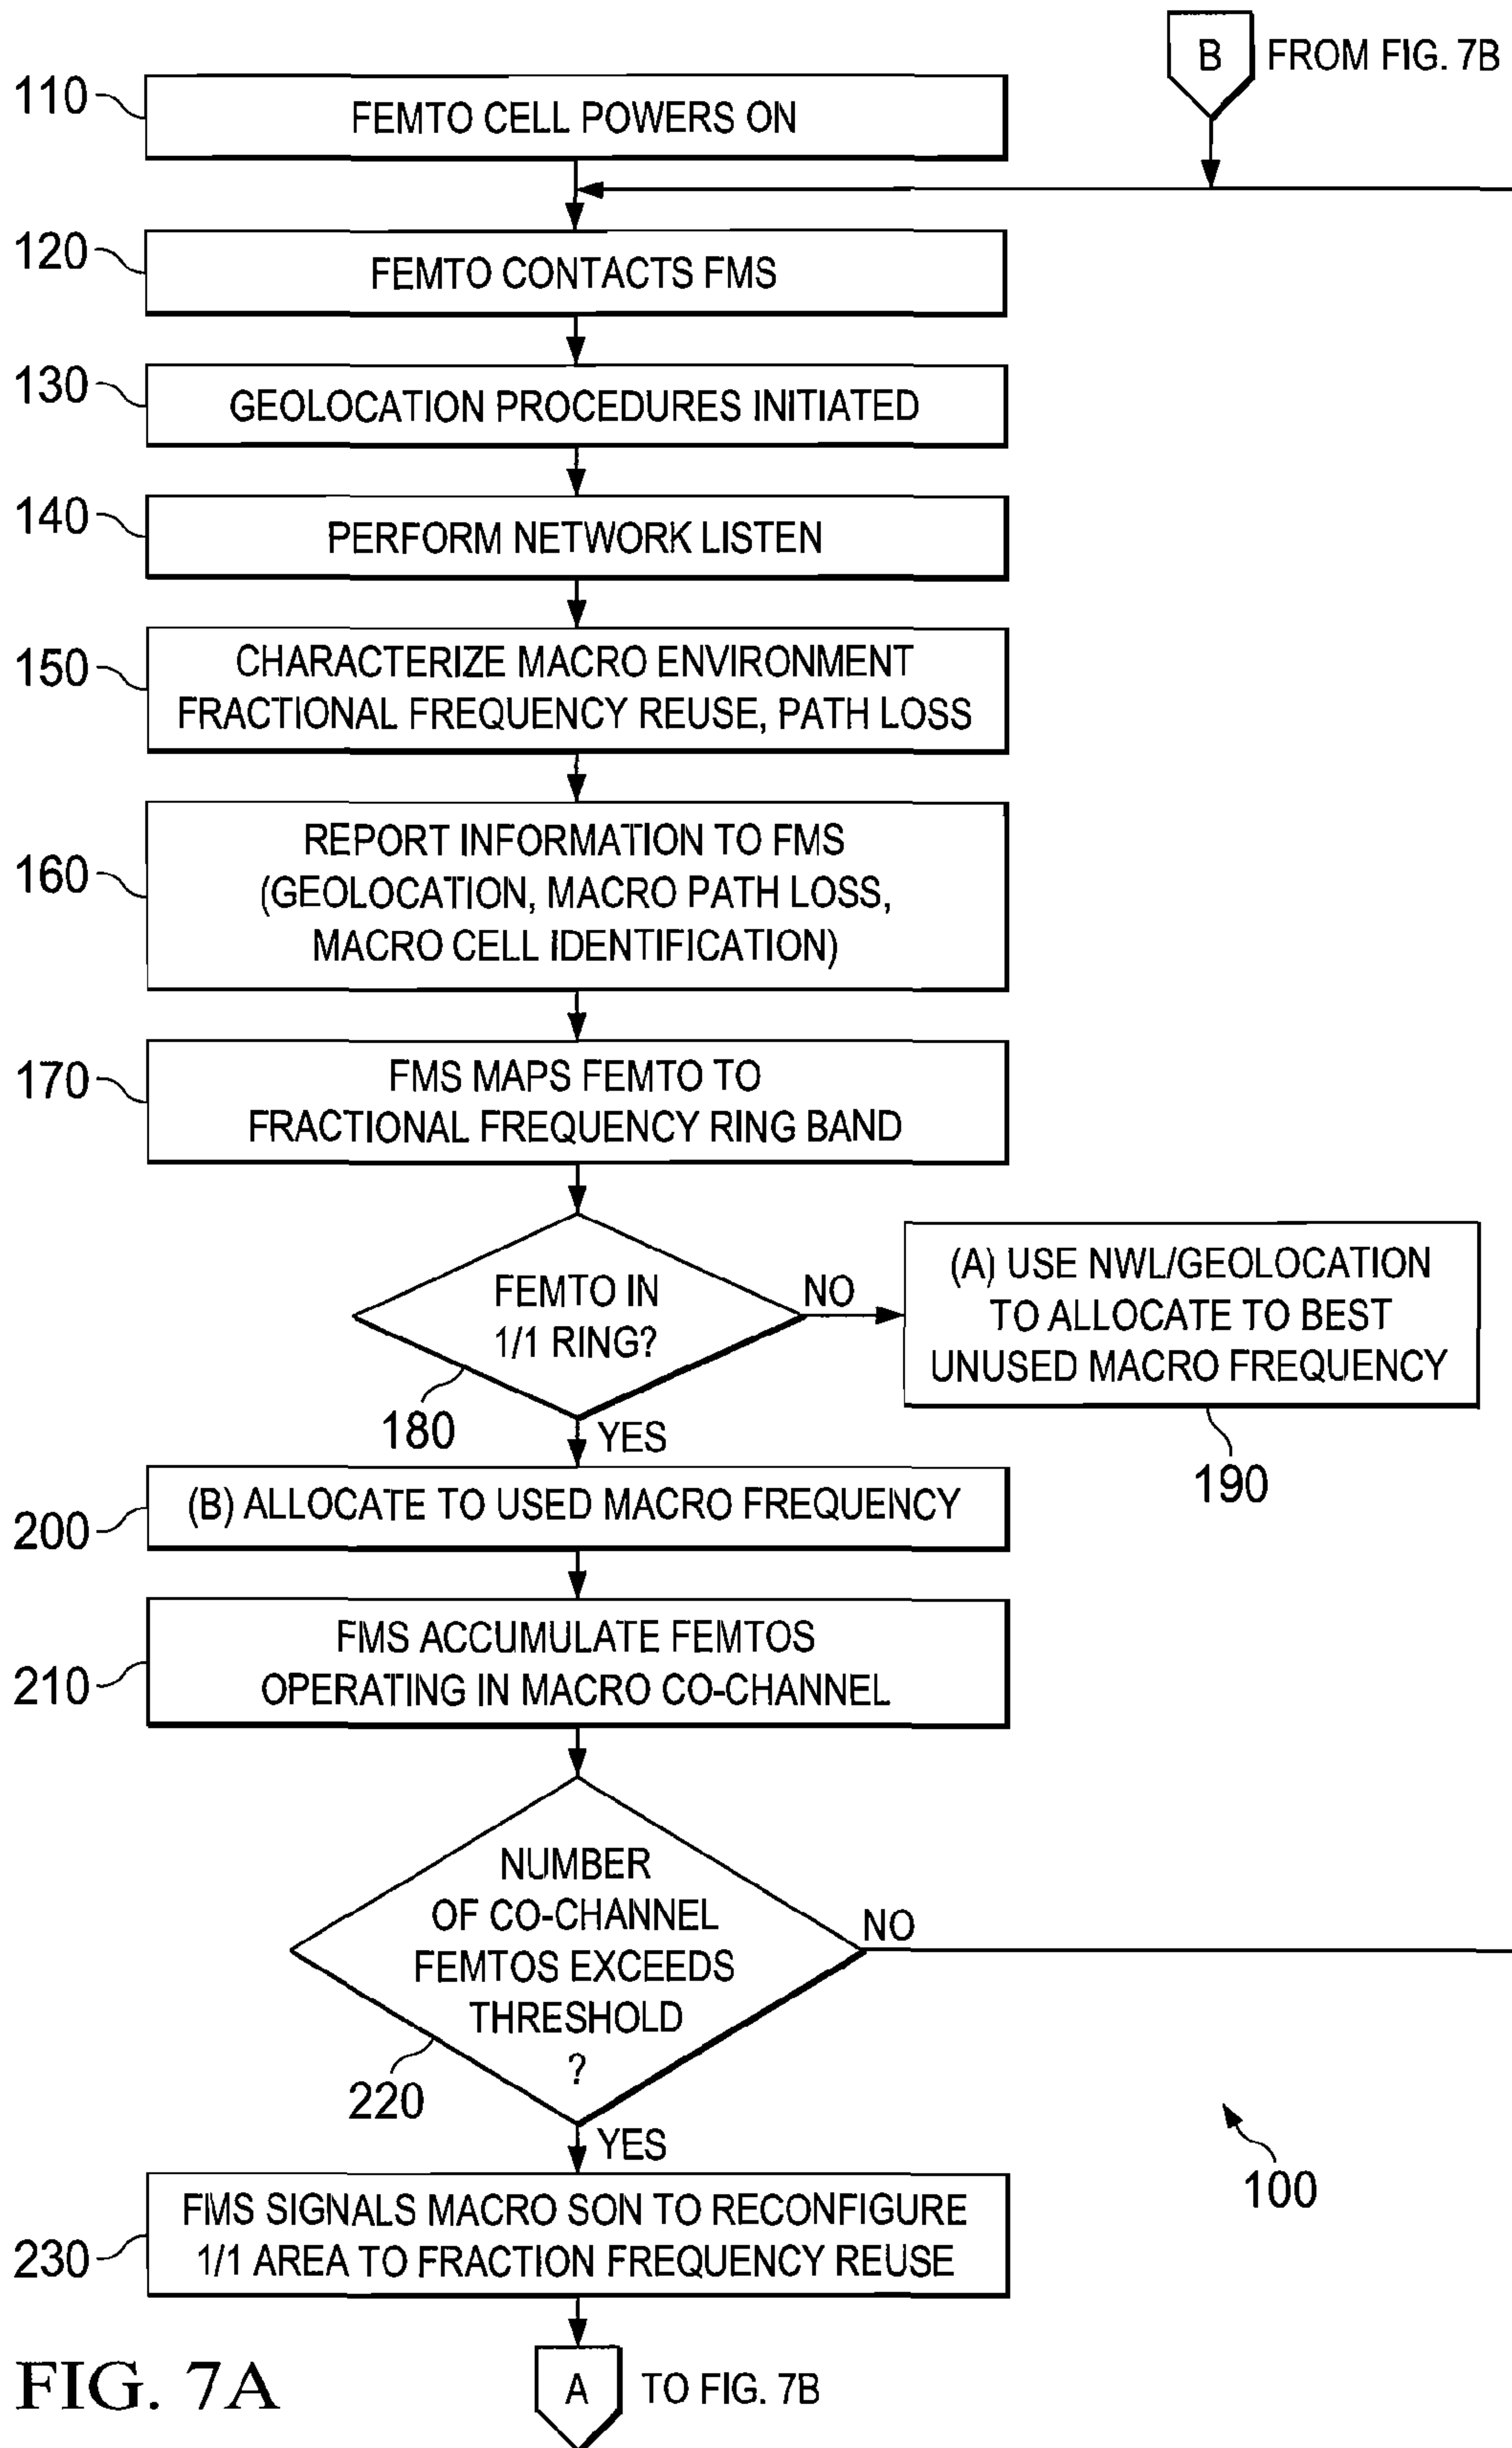 B FROM FIG. 7B
110
FEMTO CELL POWERS ON
120
FEMTO CONTACTS FMS
130
GEOLOCATION PROCEDURES INITIATED
140
PERFORM NETWORK LISTEN
150
CHARACTERIZE MACRO ENVIRONMENT
FRACTIONAL FREQUENCY REUSE, PATH LOSS
160
REPORT INFORMATION TO FMS
(GEOLOCATION, MACRO PATH LOSS,
MACRO CELL IDENTIFICATION)
170
FMS MAPS FEMTO TO
FRACTIONAL FREQUENCY RING BAND
FEMTO IN
1/1 RING?
180
NO
(A) USE NWL/GEOLOCATION
TO ALLOCATE TO BEST
UNUSED MACRO FREQUENCY
190
YES
200
(B) ALLOCATE TO USED MACRO FREQUENCY
210
FMS ACCUMULATE FEMTOS
OPERATING IN MACRO CO-CHANNEL
NUMBER
OF CO-CHANNEL
FEMTOS EXCEEDS
THRESHOLD
?
220
NO
YES
100
230
FMS SIGNALS MACRO SON TO RECONFIGURE
1/1 AREA TO FRACTION FREQUENCY REUSE
A TO FIG. 7B
FIG. 7A